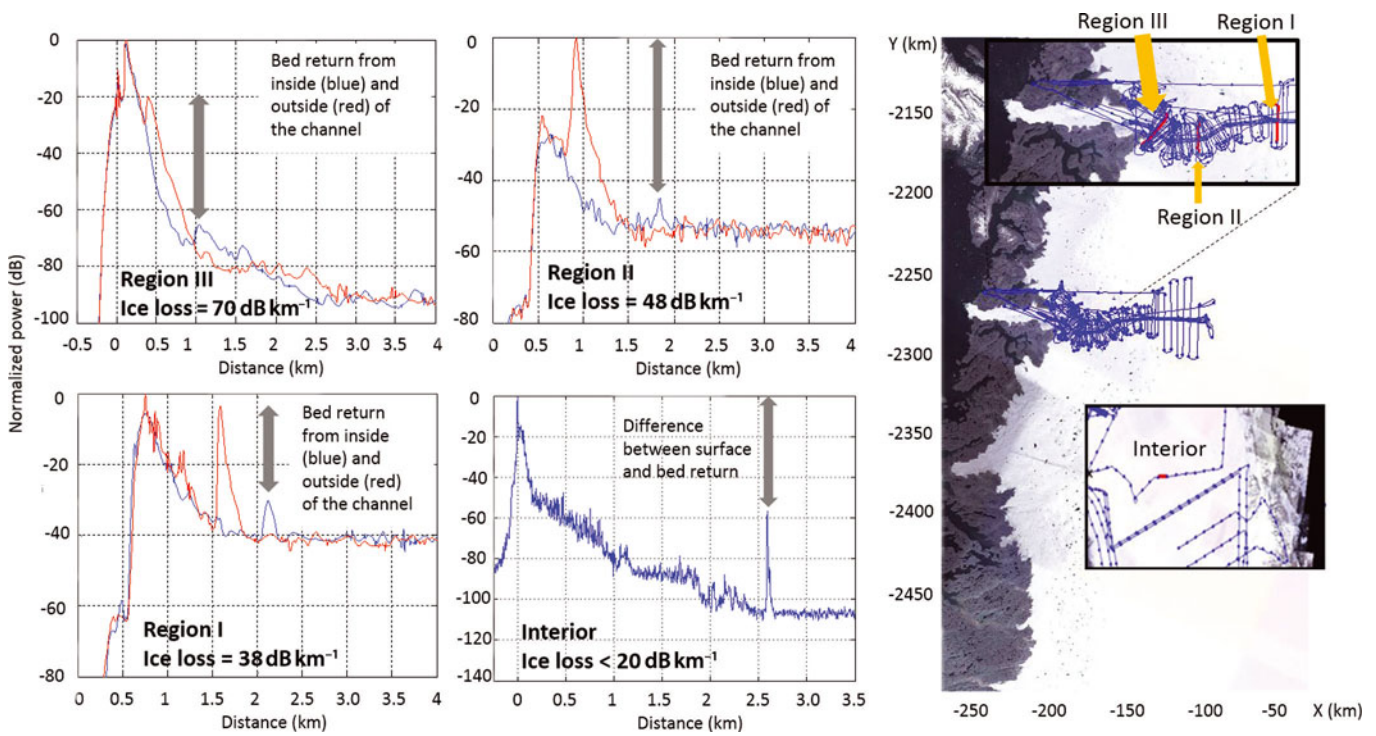 Normalized power (dB)
0
-20
-40
-60
-80
-100
-0.5 0 0.5 1.0 1.5 2.0 2.5 3.0 3.5 4
Distance (km)
Bed return from
inside (blue) and
outside (red) of
the channel
Region III
Ice loss = 70 dB km⁻¹
0
-20
-40
-60
-80
0.5 0 0.5 1.0 1.5 2.0 2.5 3.0 3.5 4
Distance (km)
Bed return from
inside (blue) and
outside (red) of
the channel
Region II
Ice loss = 48 dB km⁻¹
0
-20
-40
-60
-80
0 0.5 1.0 1.5 2 2.5 3.0 3.5 4.0
Distance (km)
Bed return
from inside
(blue) and
outside (red)
of the channel
Region I
Ice loss = 38 dB km⁻¹
0
-20
-40
-60
-80
-100
-120
-140
0 0.5 1 1.5 2 2.5 3.0 3.5
Distance (km)
Difference
between surface
and bed return
Interior
Ice loss < 20 dB km⁻¹
Region III
Region I
Y (km)
-2150
Region II
-2200
-2250
-2300
-2350
Interior
-2400
-2450
-250 -200 -150 -100 -50 X (km)